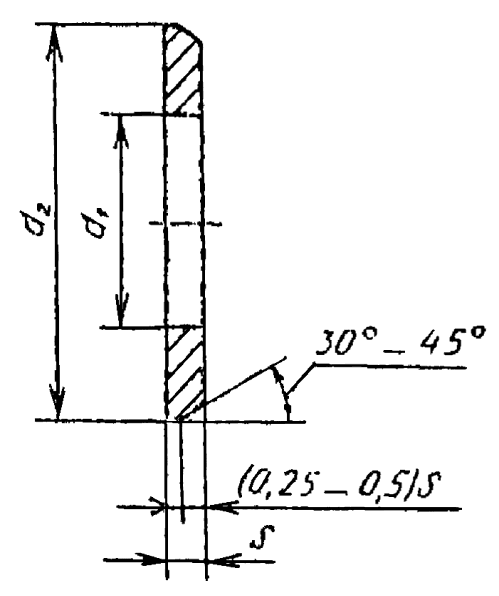 d₂
d₁
30° – 45°
(0,25 – 0,5)S
S